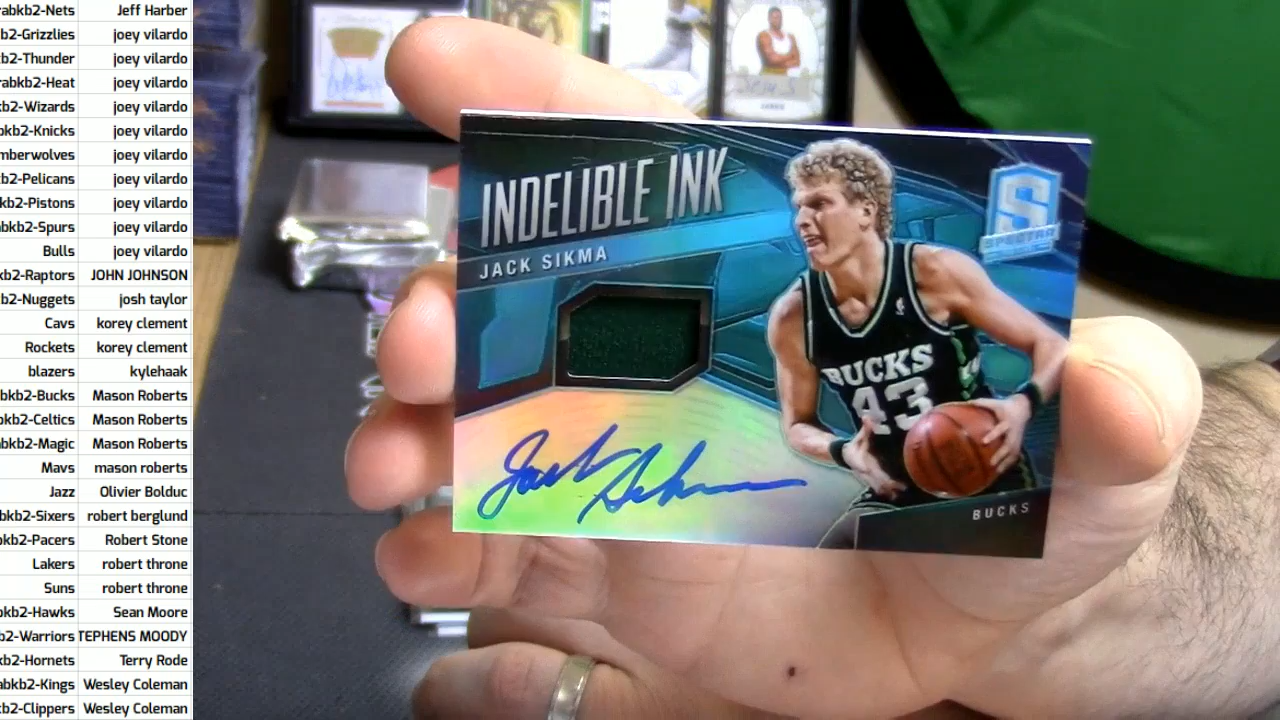 rabkb2-Nets Jeff Harber
b2-Grizzlies joey vilardo
b2-Thunder joey vilardo
rabkb2-Heat joey vilardo
kb2-Wizards joey vilardo
bkb2-Knicks joey vilardo
mberwolves joey vilardo
b2-Pelicans joey vilardo
kb2-Pistons joey vilardo
abkb2-Spurs joey vilardo
Bulls joey vilardo
kb2-Raptors JOHN JOHNSON
b2-Nuggets josh taylor
Cavs korey clement
Rockets korey clement
blazers kylehaak
abkb2-Bucks Mason Roberts
bkb2-Celtics Mason Roberts
abkb2-Magic Mason Roberts
Mavs mason roberts
Jazz Olivier Bolduc
bkb2-Sixers robert berglund
bkb2-Pacers Robert Stone
Lakers robert throne
Suns robert throne
bkb2-Hawks Sean Moore
b2-Warriors TEPHENS MOODY
kb2-Hornets Terry Rode
abkb2-Kings Wesley Coleman
kb2-Clippers Wesley Coleman
INDELIBLE INK
JACK SIKMA
S
SPECTRA
BUCKS
43
Jack Sikma
BUCKS